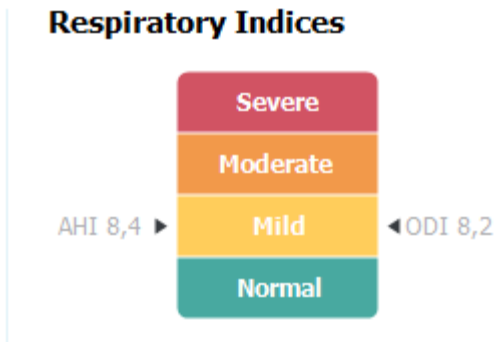 Respiratory Indices
Severe
Moderate
AHI 8,4 Mild ODI 8,2
Normal